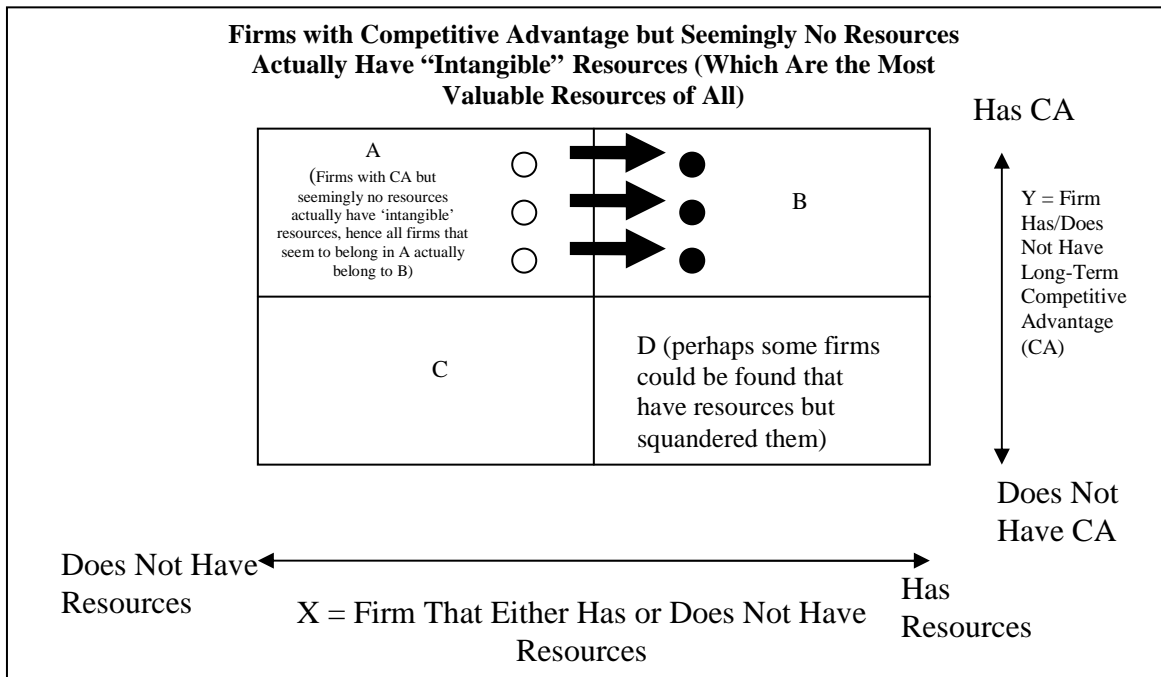 Firms with Competitive Advantage but Seemingly No Resources
Actually Have “Intangible” Resources (Which Are the Most
Valuable Resources of All)
Has CA
A
(Firms with CA but
seemingly no resources
actually have ‘intangible’
resources, hence all firms that
seem to belong in A actually
belong to B)
B
Y = Firm
Has/Does
Not Have
Long-Term
Competitive
Advantage
(CA)
C
D (perhaps some firms
could be found that
have resources but
squandered them)
Does Not
Have CA
Does Not Have
Resources
X = Firm That Either Has or Does Not Have
Resources
Has
Resources